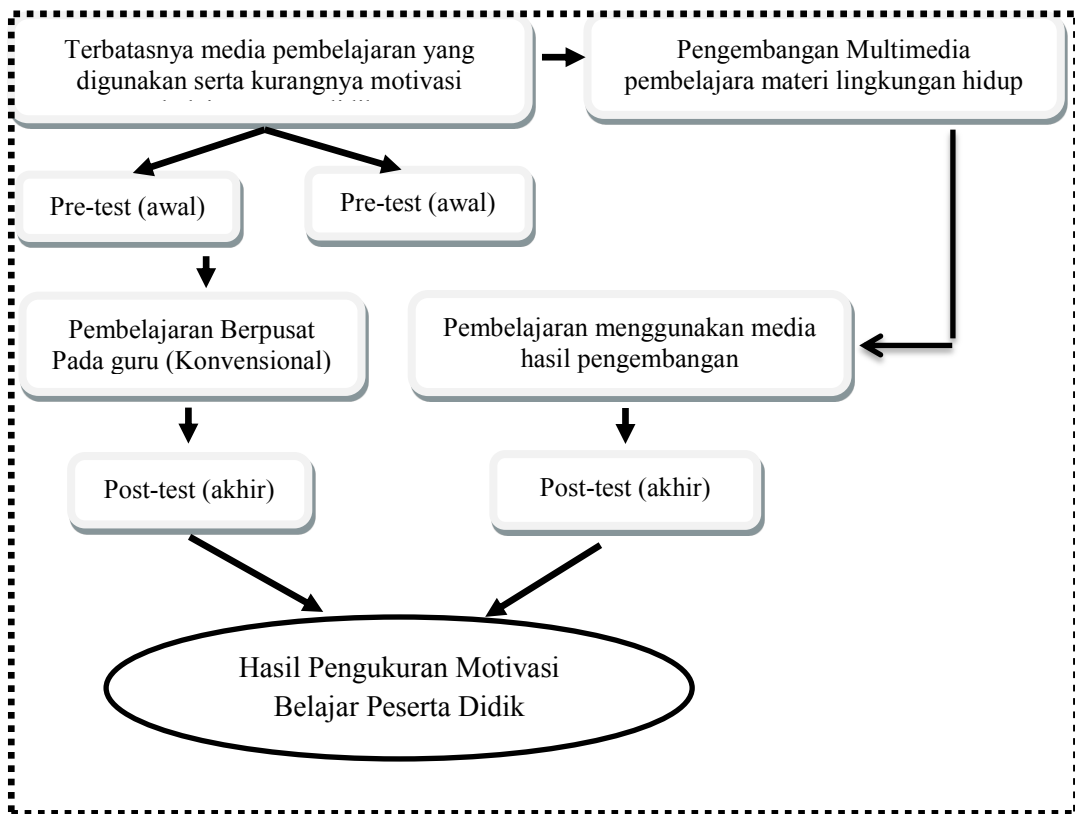 Terbatasnya media pembelajaran yang
digunakan serta kurangnya motivasi
Pengembangan Multimedia
pembelajara materi lingkungan hidup
Pre-test (awal)
Pre-test (awal)
Pembelajaran Berpusat
Pada guru (Konvensional)
Pembelajaran menggunakan media
hasil pengembangan
Post-test (akhir)
Post-test (akhir)
Hasil Pengukuran Motivasi
Belajar Peserta Didik